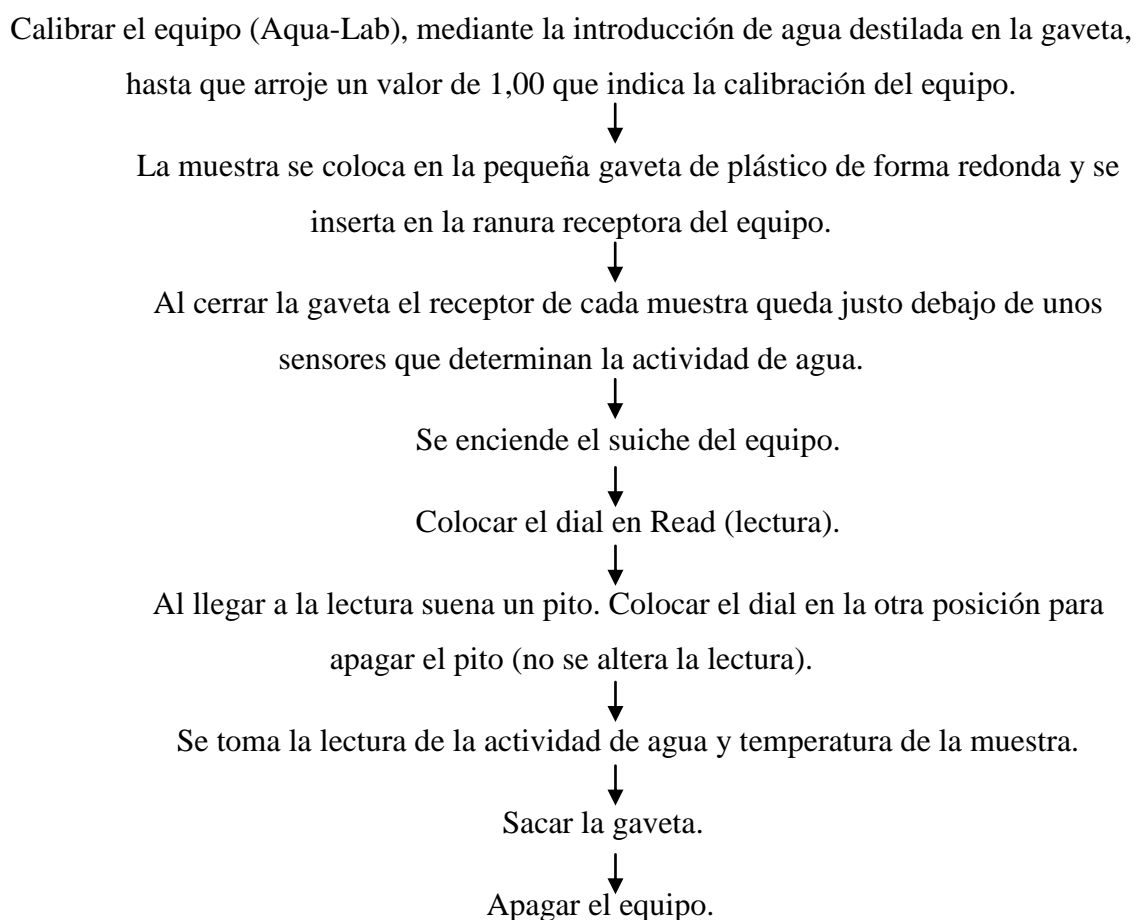 Calibrar el equipo (Aqua-Lab), mediante la introducción de agua destilada en la gaveta,
hasta que arroje un valor de 1,00 que indica la calibración del equipo.
La muestra se coloca en la pequeña gaveta de plástico de forma redonda y se
inserta en la ranura receptora del equipo.
Al cerrar la gaveta el receptor de cada muestra queda justo debajo de unos
sensores que determinan la actividad de agua.
Se enciende el suiche del equipo.
Colocar el dial en Read (lectura).
Al llegar a la lectura suena un pito. Colocar el dial en la otra posición para
apagar el pito (no se altera la lectura).
Se toma la lectura de la actividad de agua y temperatura de la muestra.
Sacar la gaveta.
Apagar el equipo.